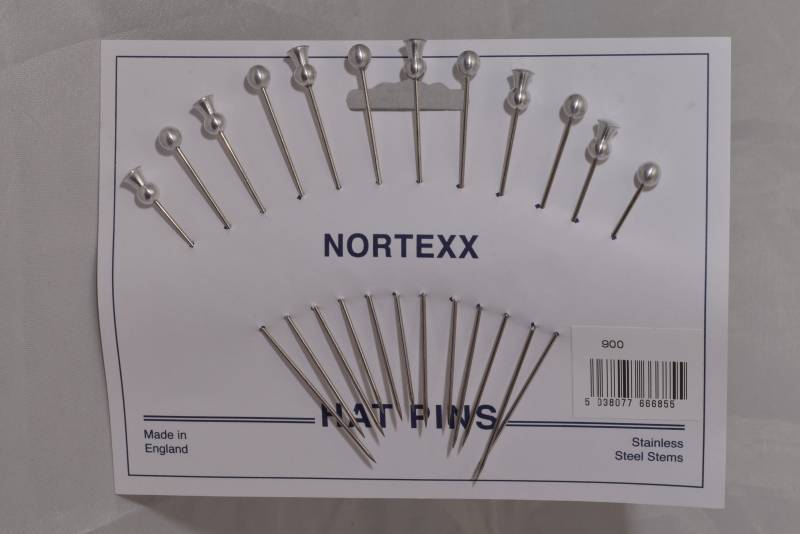 NORTEXX
900
5 038077 666855
HAT PINS
Made in
England
Stainless
Steel Stems